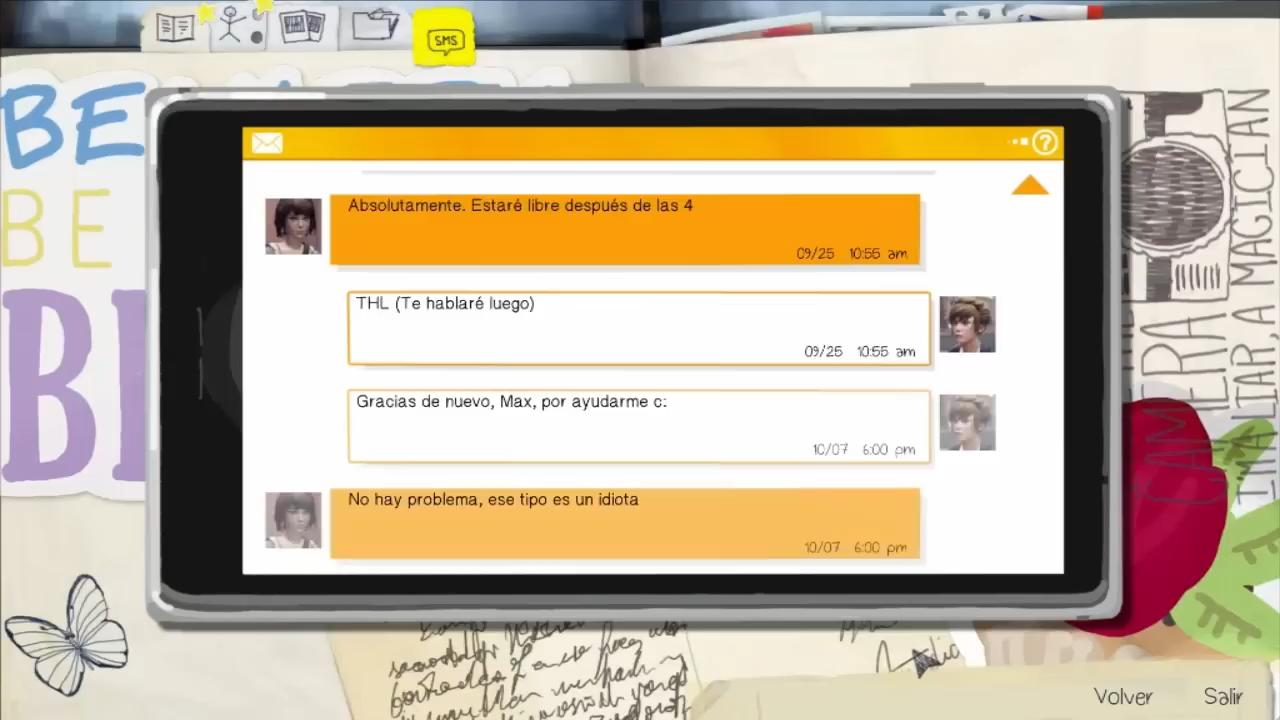 SMS
BE
BE
Absolutamente. Estaré libre después de las 4
09/25 10:55 am
THL (Te hablaré luego)
09/25 10:55 am
Gracias de nuevo, Max, por ayudarme c:
10/07 6:00 pm
No hay problema, ese tipo es un idiota
10/07 6:00 pm
CAMERA
A MAGICIAN
Volver
Salir